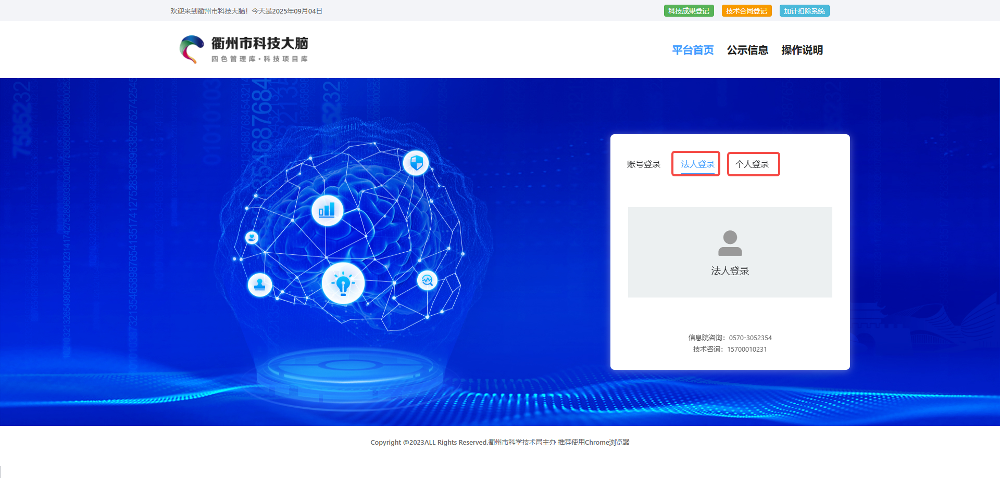 欢迎来到衢州市科技大脑！今天是2025年09月04日
科技成果登记 技术合同登记 加计扣除系统
衢州市科技大脑
四色管理库·科技项目库
平台首页 公示信息 操作说明
账号登录 法人登录 个人登录
法人登录
信息院咨询：0570-3052354
技术咨询：15700010231
Copyright @2023ALL Rights Reserved.衢州市科学技术局主办 推荐使用Chrome浏览器